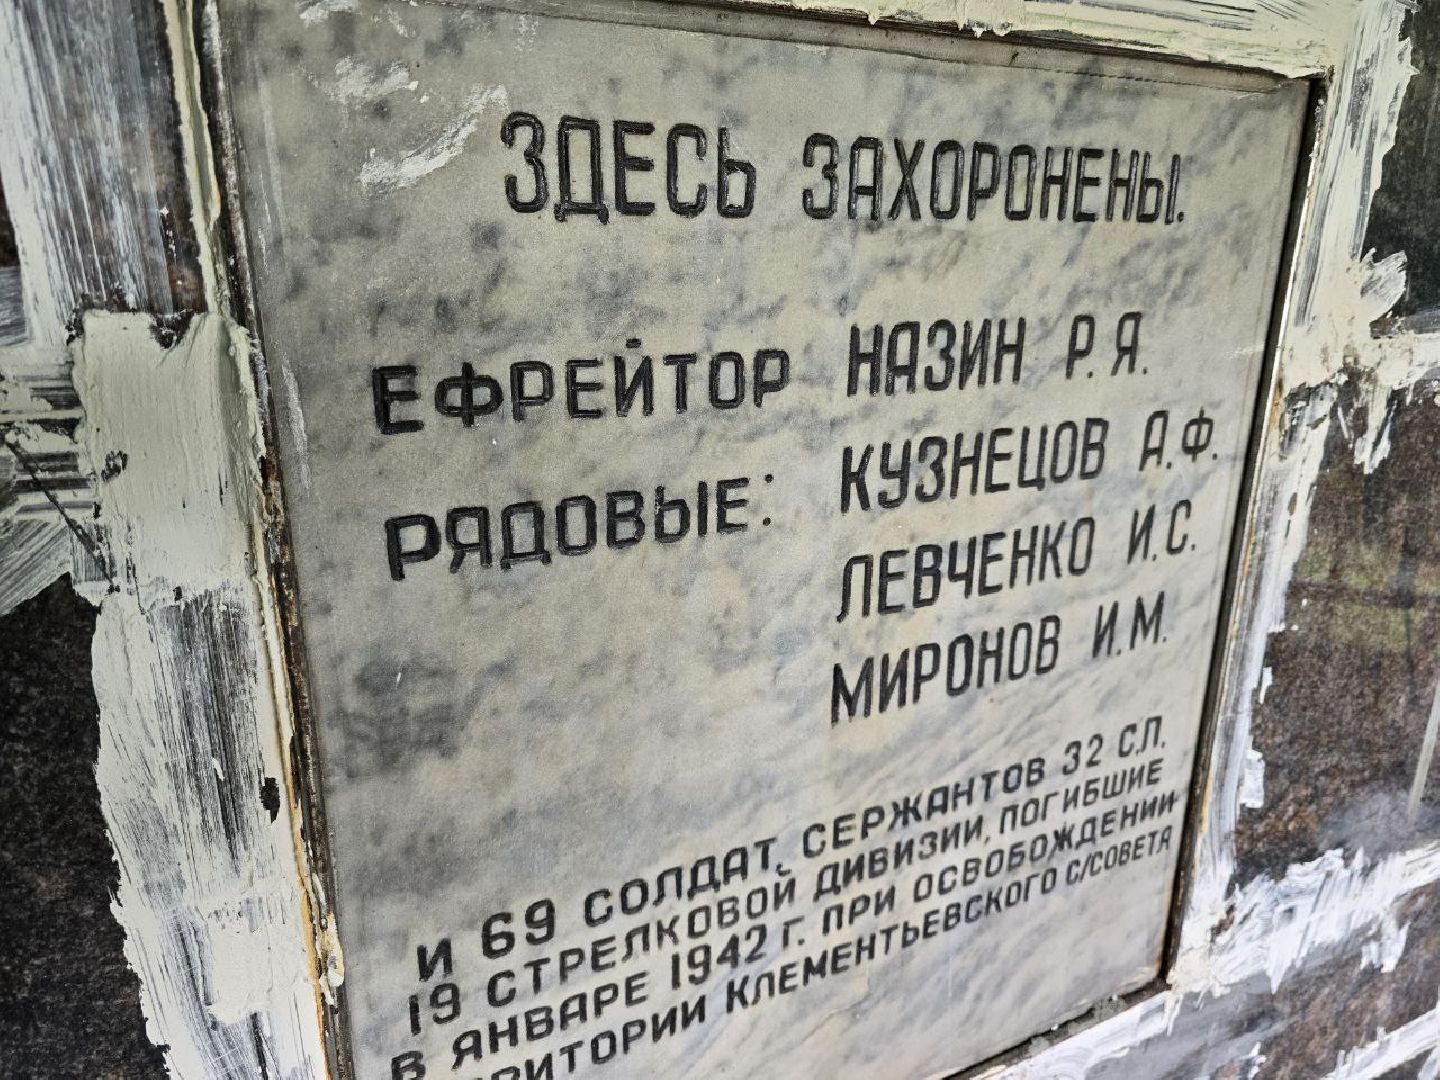 ЗДЕСЬ ЗАХОРОНЕНЫ.
ЕФРЕЙТОР НАЗИН Р.Я.
РЯДОВЫЕ: КУЗНЕЦОВ А.Ф.
ЛЕВЧЕНКО И.С.
МИРОНОВ И.М.
И 69 СОЛДАТ, СЕРЖАНТОВ 32 С.П.
19 СТРЕЛКОВОЙ ДИВИЗИИ, ПОГИБШИЕ
В ЯНВАРЕ 1942 Г. ПРИ ОСВОБОЖДЕНИИ
КЛЕМЕНТЬЕВСКОГО С/СОВЕТА